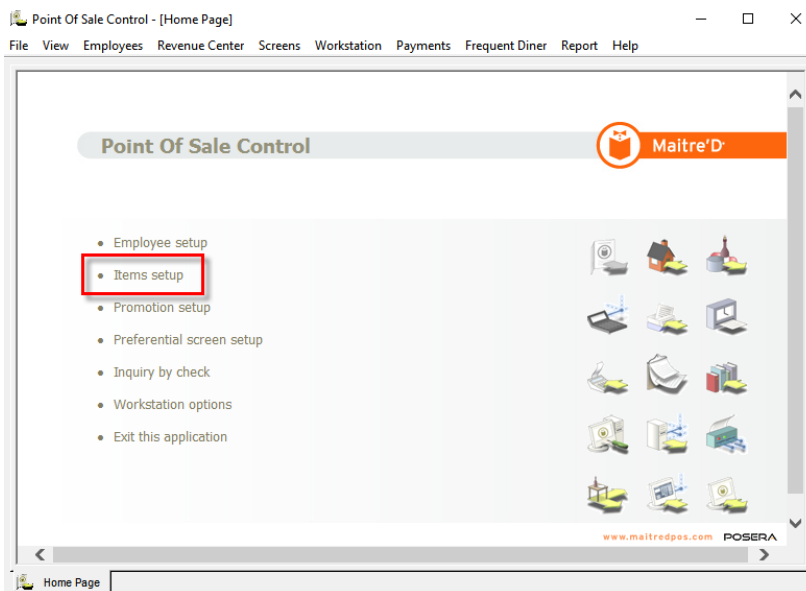 Point Of Sale Control - [Home Page]
File View Employees Revenue Center Screens Workstation Payments Frequent Diner Report Help
Point Of Sale Control
Maitre'D
Employee setup
Items setup
Promotion setup
Preferential screen setup
Inquiry by check
Workstation options
Exit this application
www.maitredpos.com POSERA
Home Page